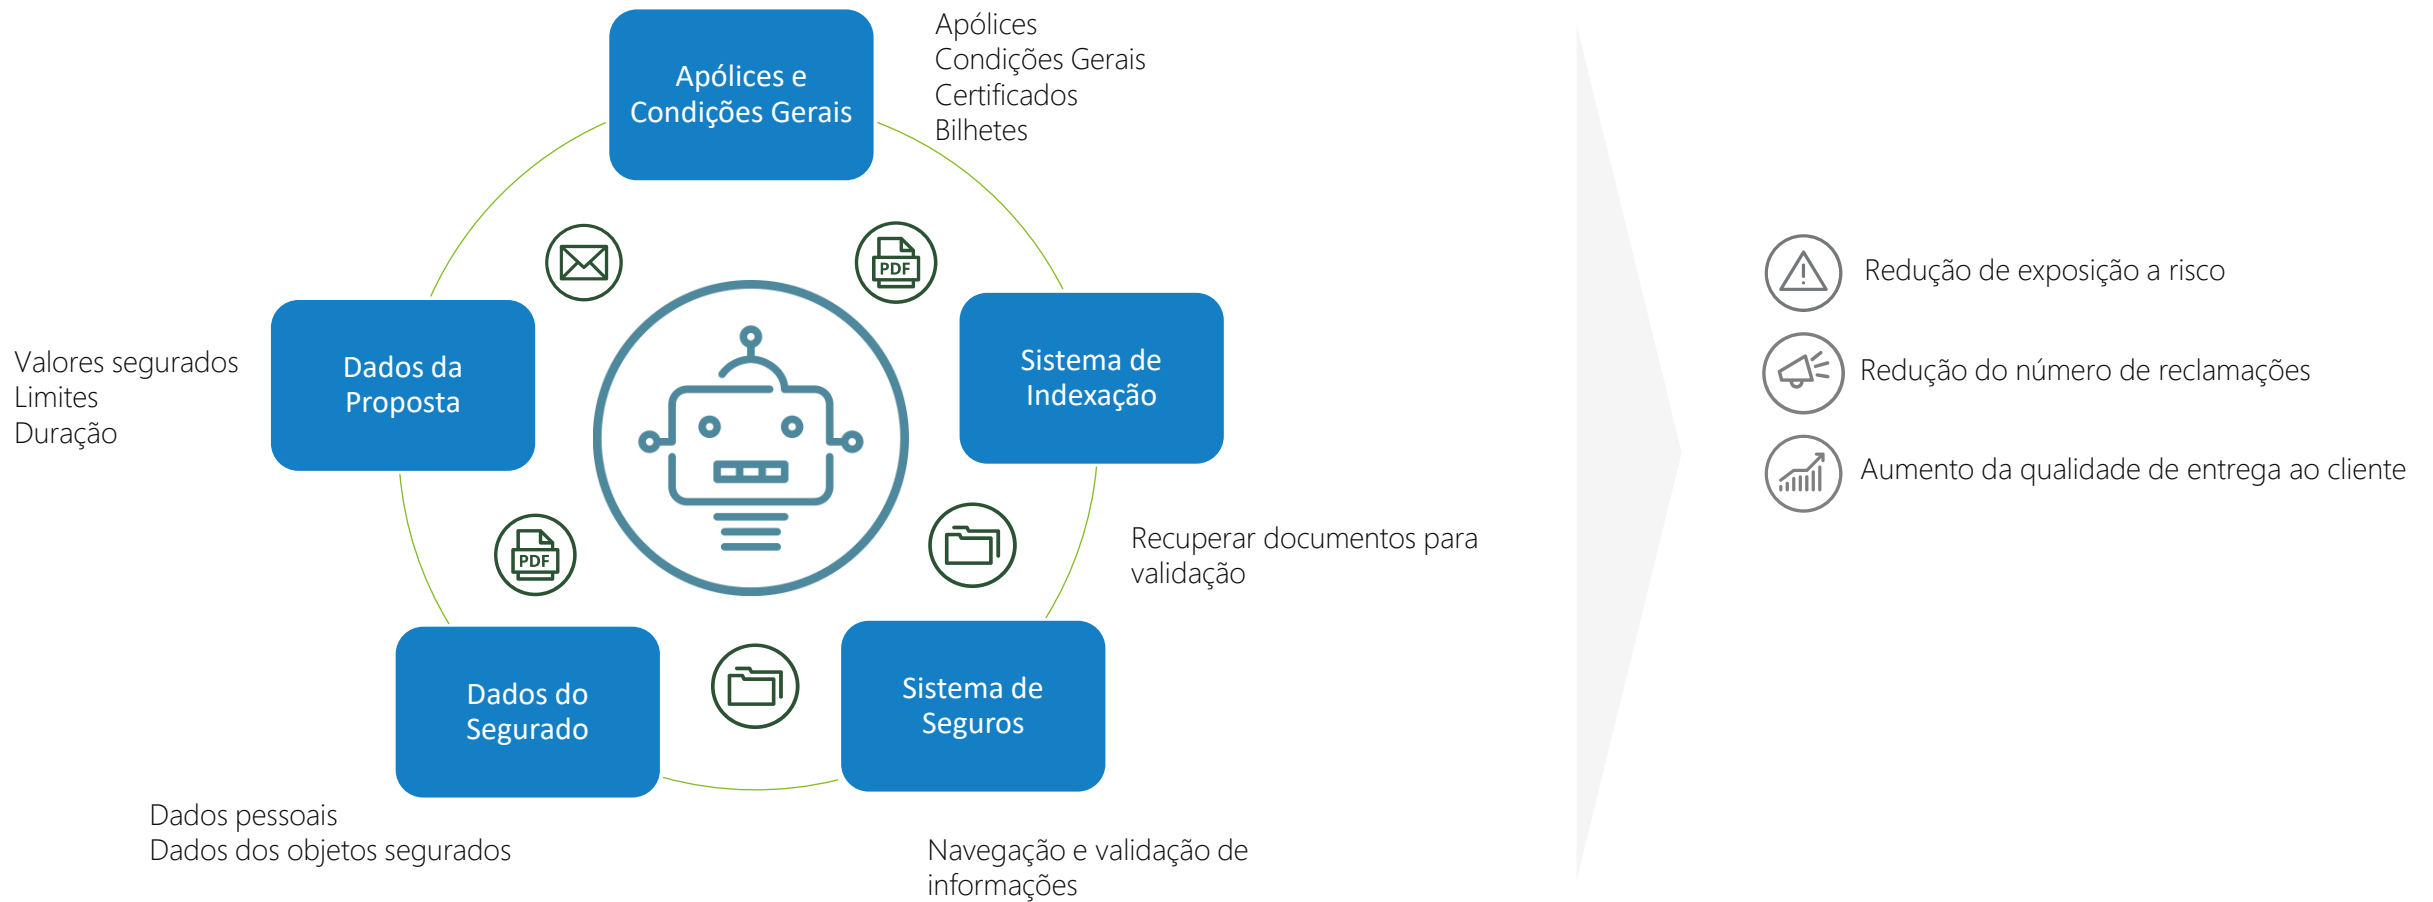 Apólices e
Condições Gerais
Apólices
Condições Gerais
Certificados
Bilhetes
PDF
Dados da
Proposta
Valores segurados
Limites
Duração
Sistema de
Indexação
Recuperar documentos para
validação
PDF
Dados do
Segurado
Dados pessoais
Dados dos objetos segurados
Sistema de
Seguros
Navegação e validação de
informações
Redução de exposição a risco
Redução do número de reclamações
Aumento da qualidade de entrega ao cliente